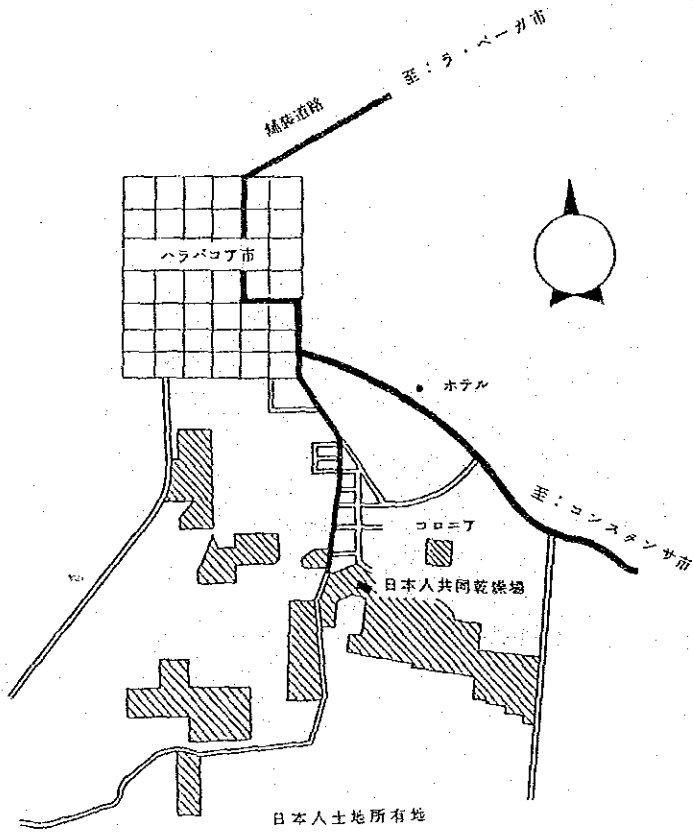 至：ラ・ベーガ市
舗装道路
ハラバコア市
ホテル
至：コンスタンサ市
コロニア
日本人共同乾燥場
日本人土地所有地